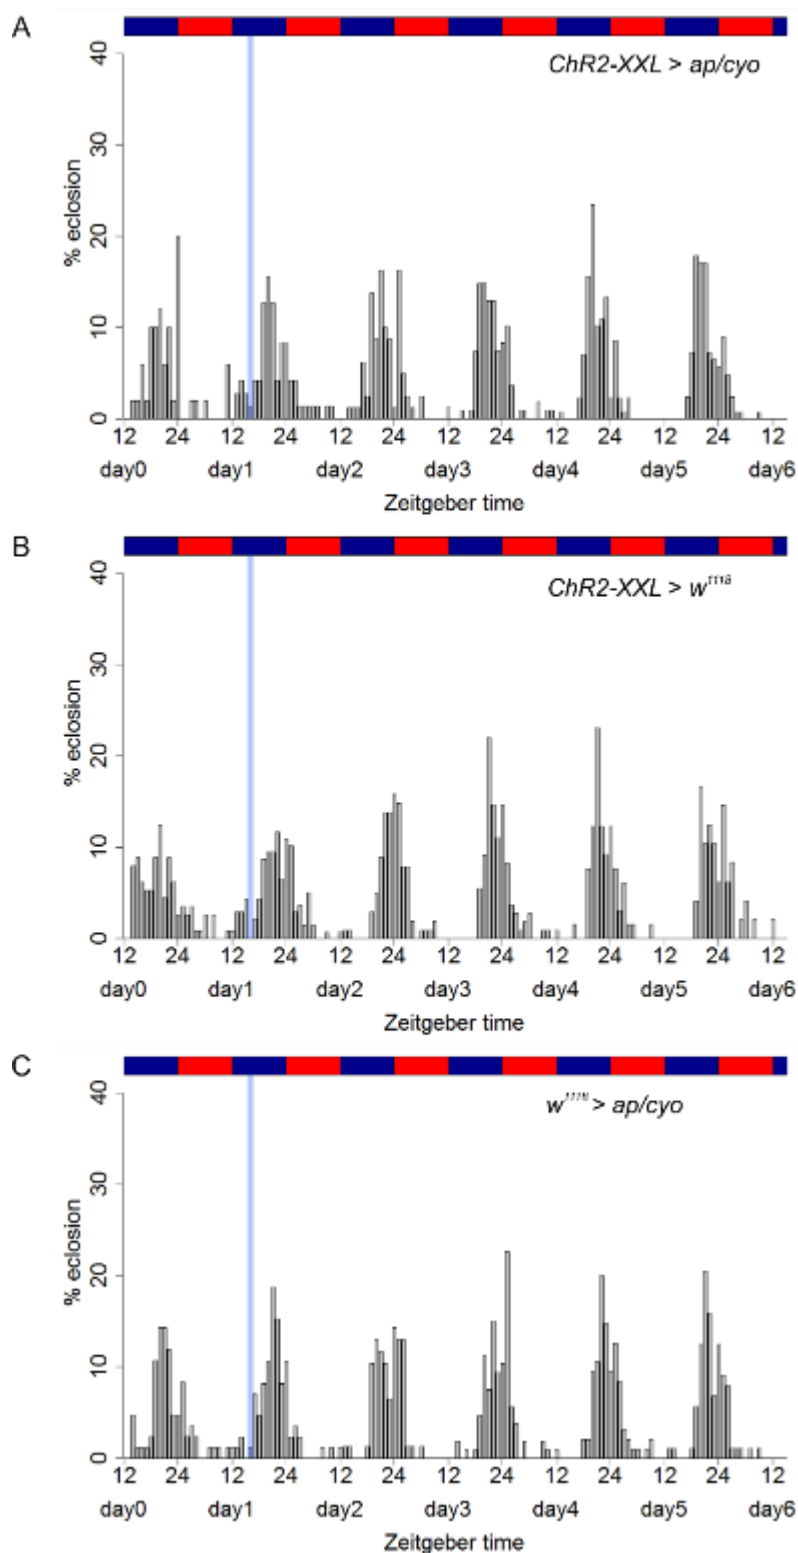 A
ChR2-XXL > ap/cyo
% eclosion
40
30
20
10
0
12 24 12 24 12 24 12 24 12 24 12 24 12
day0 day1 day2 day3 day4 day5 day6
Zeitgeber time
B
ChR2-XXL > w1118
% eclosion
40
30
20
10
0
12 24 12 24 12 24 12 24 12 24 12 24 12
day0 day1 day2 day3 day4 day5 day6
Zeitgeber time
C
w1118 > ap/cyo
% eclosion
40
30
20
10
0
12 24 12 24 12 24 12 24 12 24 12 24 12
day0 day1 day2 day3 day4 day5 day6
Zeitgeber time